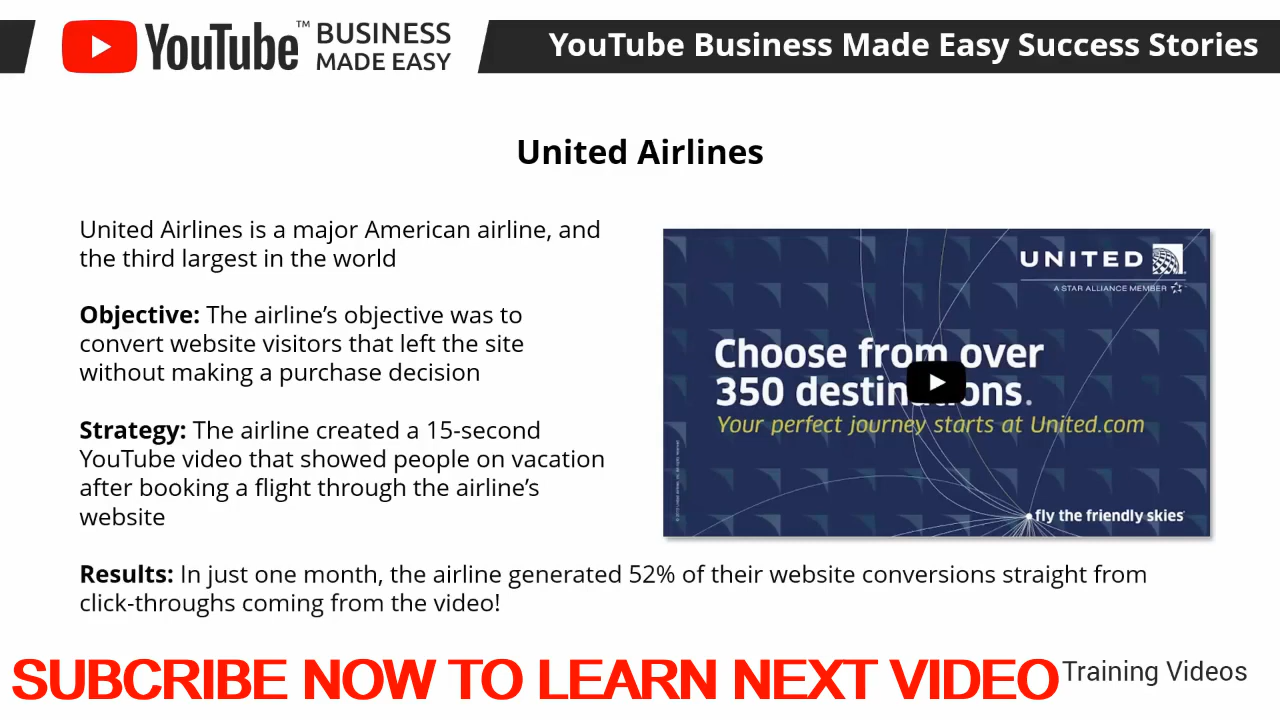 YouTube™ BUSINESS
MADE EASY
YouTube Business Made Easy Success Stories
United Airlines
United Airlines is a major American airline, and
the third largest in the world
Objective: The airline’s objective was to
convert website visitors that left the site
without making a purchase decision
Strategy: The airline created a 15-second
YouTube video that showed people on vacation
after booking a flight through the airline’s
website
UNITED
A STAR ALLIANCE MEMBER
Choose from over
350 destinations.
Your perfect journey starts at United.com
fly the friendly skies
Results: In just one month, the airline generated 52% of their website conversions straight from
click-throughs coming from the video!
SUBCRIBE NOW TO LEARN NEXT VIDEO
Training Videos